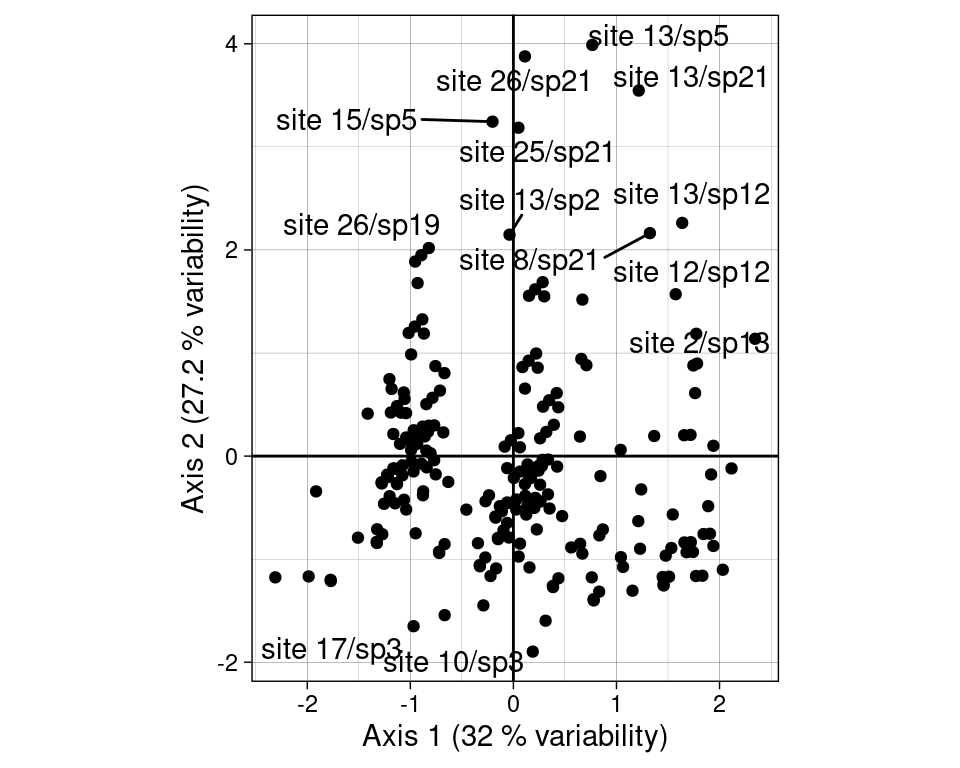 site 13/sp5
site 26/sp21
site 13/sp21
site 15/sp5
site 25/sp21
site 13/sp2
site 13/sp12
site 26/sp19
site 8/sp21
site 12/sp12
site 2/sp13
site 17/sp3
site 10/sp3
4
2
0
-2
-2
-1
0
1
2
Axis 1 (32 % variability)
Axis 2 (27.2 % variability)